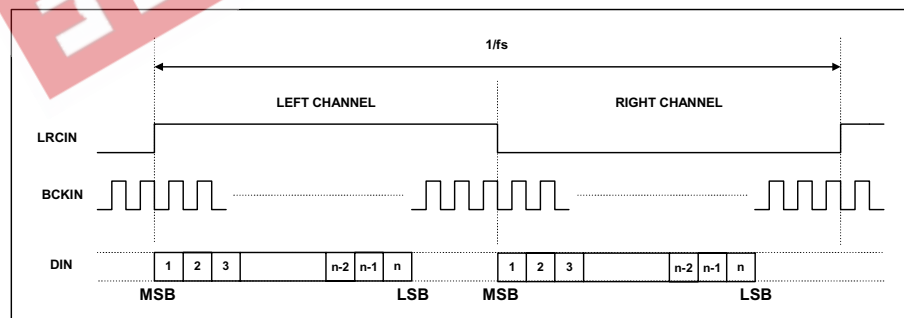 1/fs
LEFT CHANNEL RIGHT CHANNEL
LRCIN
BCKIN
DIN 1 2 3 n-2 n-1 n 1 2 3 n-2 n-1 n
MSB LSB MSB LSB